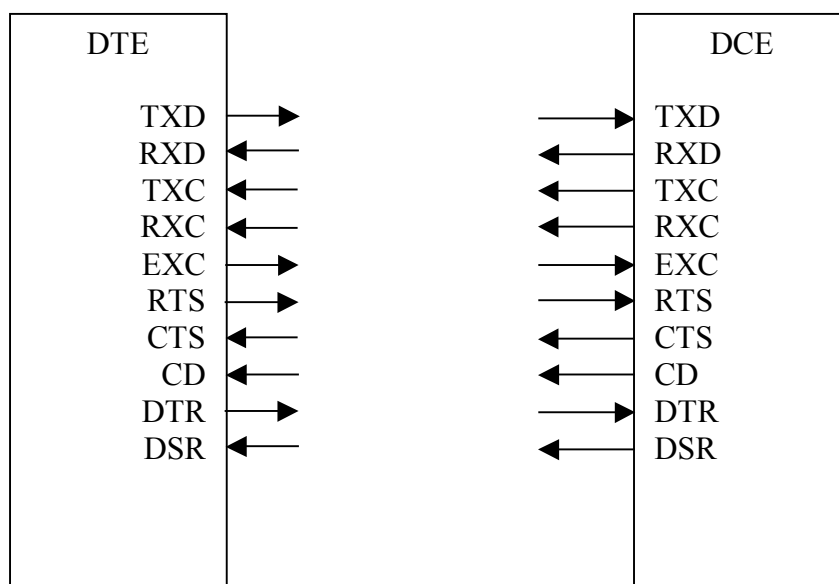 DTE DCE
TXD TXD
RXD RXD
TXC TXC
RXC RXC
EXC EXC
RTS RTS
CTS CTS
CD CD
DTR DTR
DSR DSR